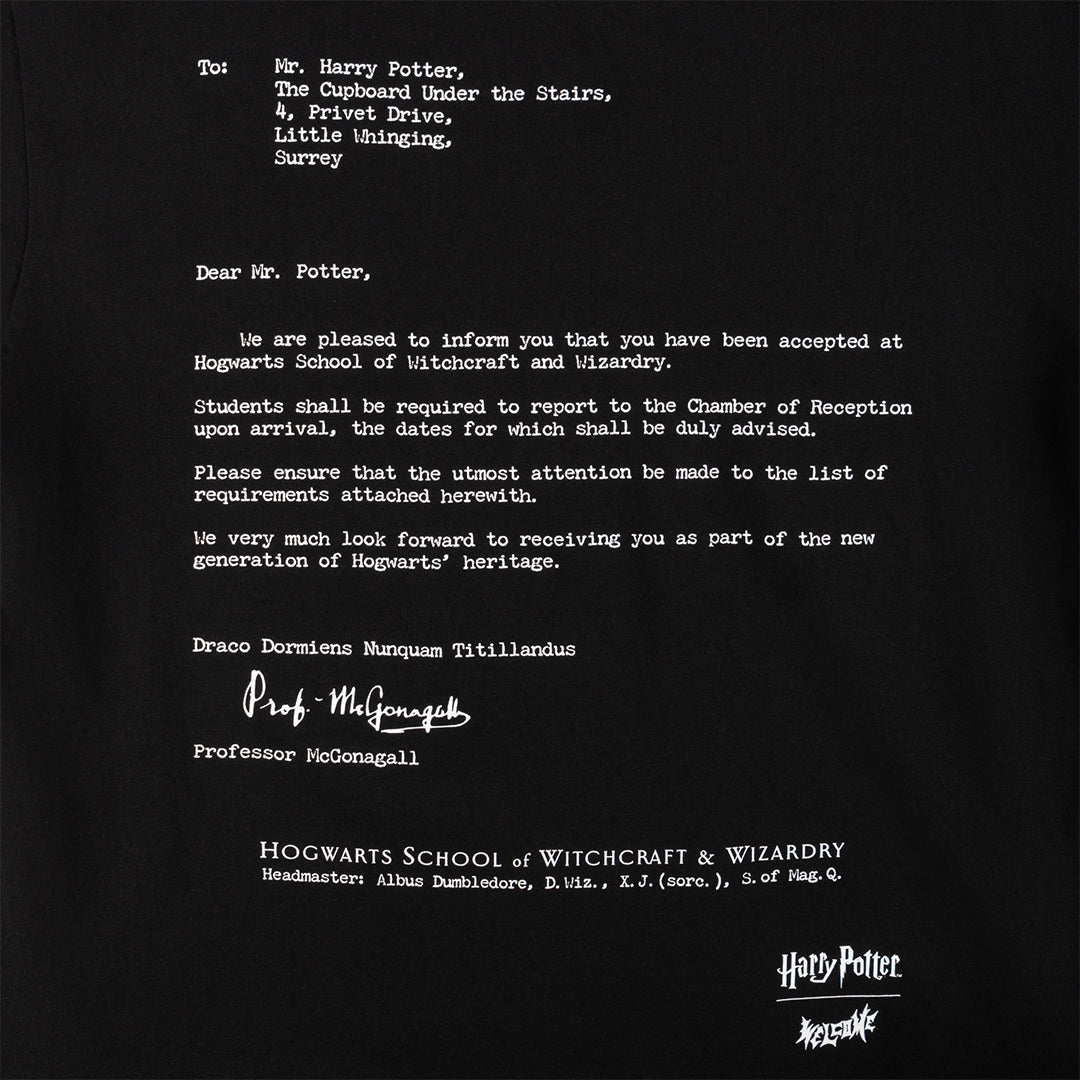 To: Mr. Harry Potter,
The Cupboard Under the Stairs,
4, Privet Drive,
Little Whinging,
Surrey
Dear Mr. Potter,
We are pleased to inform you that you have been accepted at
Hogwarts School of Witchcraft and Wizardry.
Students shall be required to report to the Chamber of Reception
upon arrival, the dates for which shall be duly advised.
Please ensure that the utmost attention be made to the list of
requirements attached herewith.
We very much look forward to receiving you as part of the new
generation of Hogwarts’ heritage.
Draco Dormiens Nunquam Titillandus
Prof. McGonagall
Professor McGonagall
HOGWARTS SCHOOL of WITCHCRAFT & WIZARDRY
Headmaster: Albus Dumbledore, D.Wiz., X.J.(sorc.), S.of Mag.Q.
Harry Potter
WELCOME